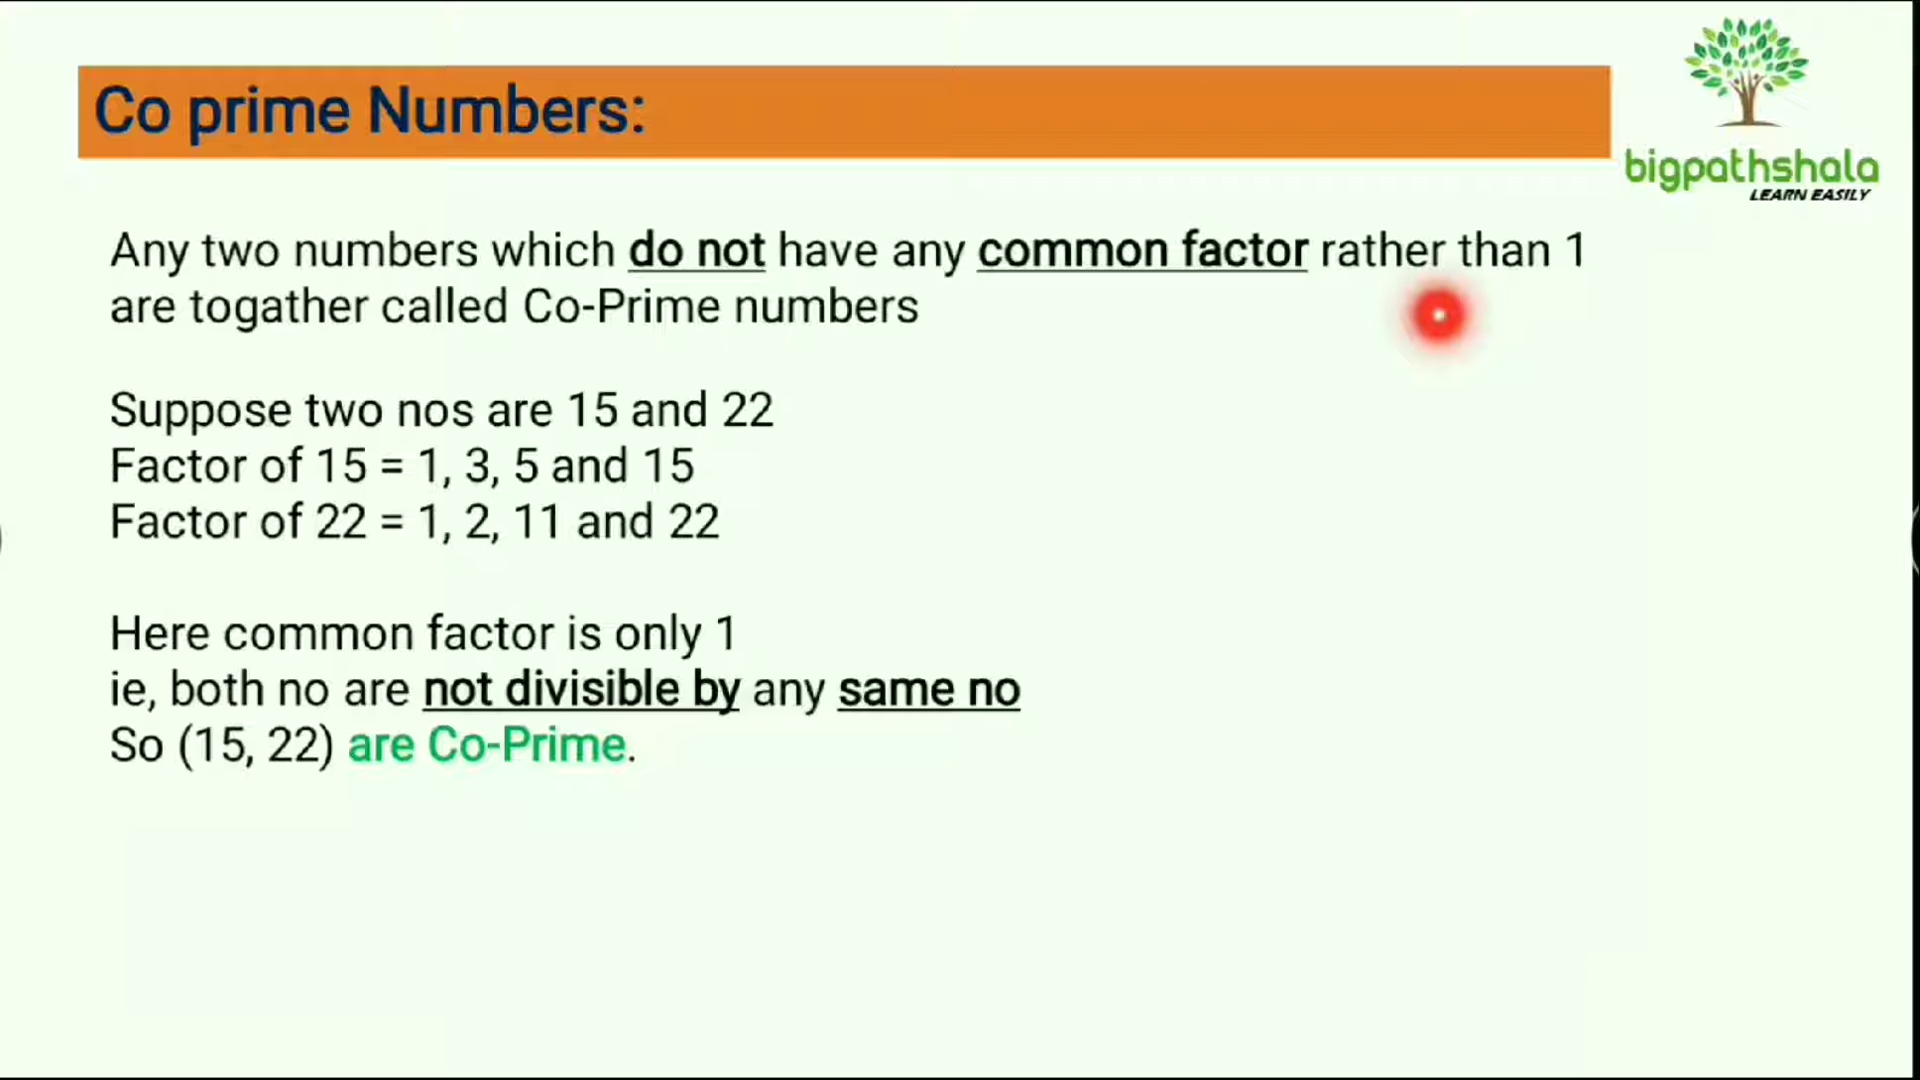 Co prime Numbers:
bigpathshala
LEARN EASILY
Any two numbers which do not have any common factor rather than 1
are togather called Co-Prime numbers
Suppose two nos are 15 and 22
Factor of 15 = 1, 3, 5 and 15
Factor of 22 = 1, 2, 11 and 22
Here common factor is only 1
ie, both no are not divisible by any same no
So (15, 22) are Co-Prime.